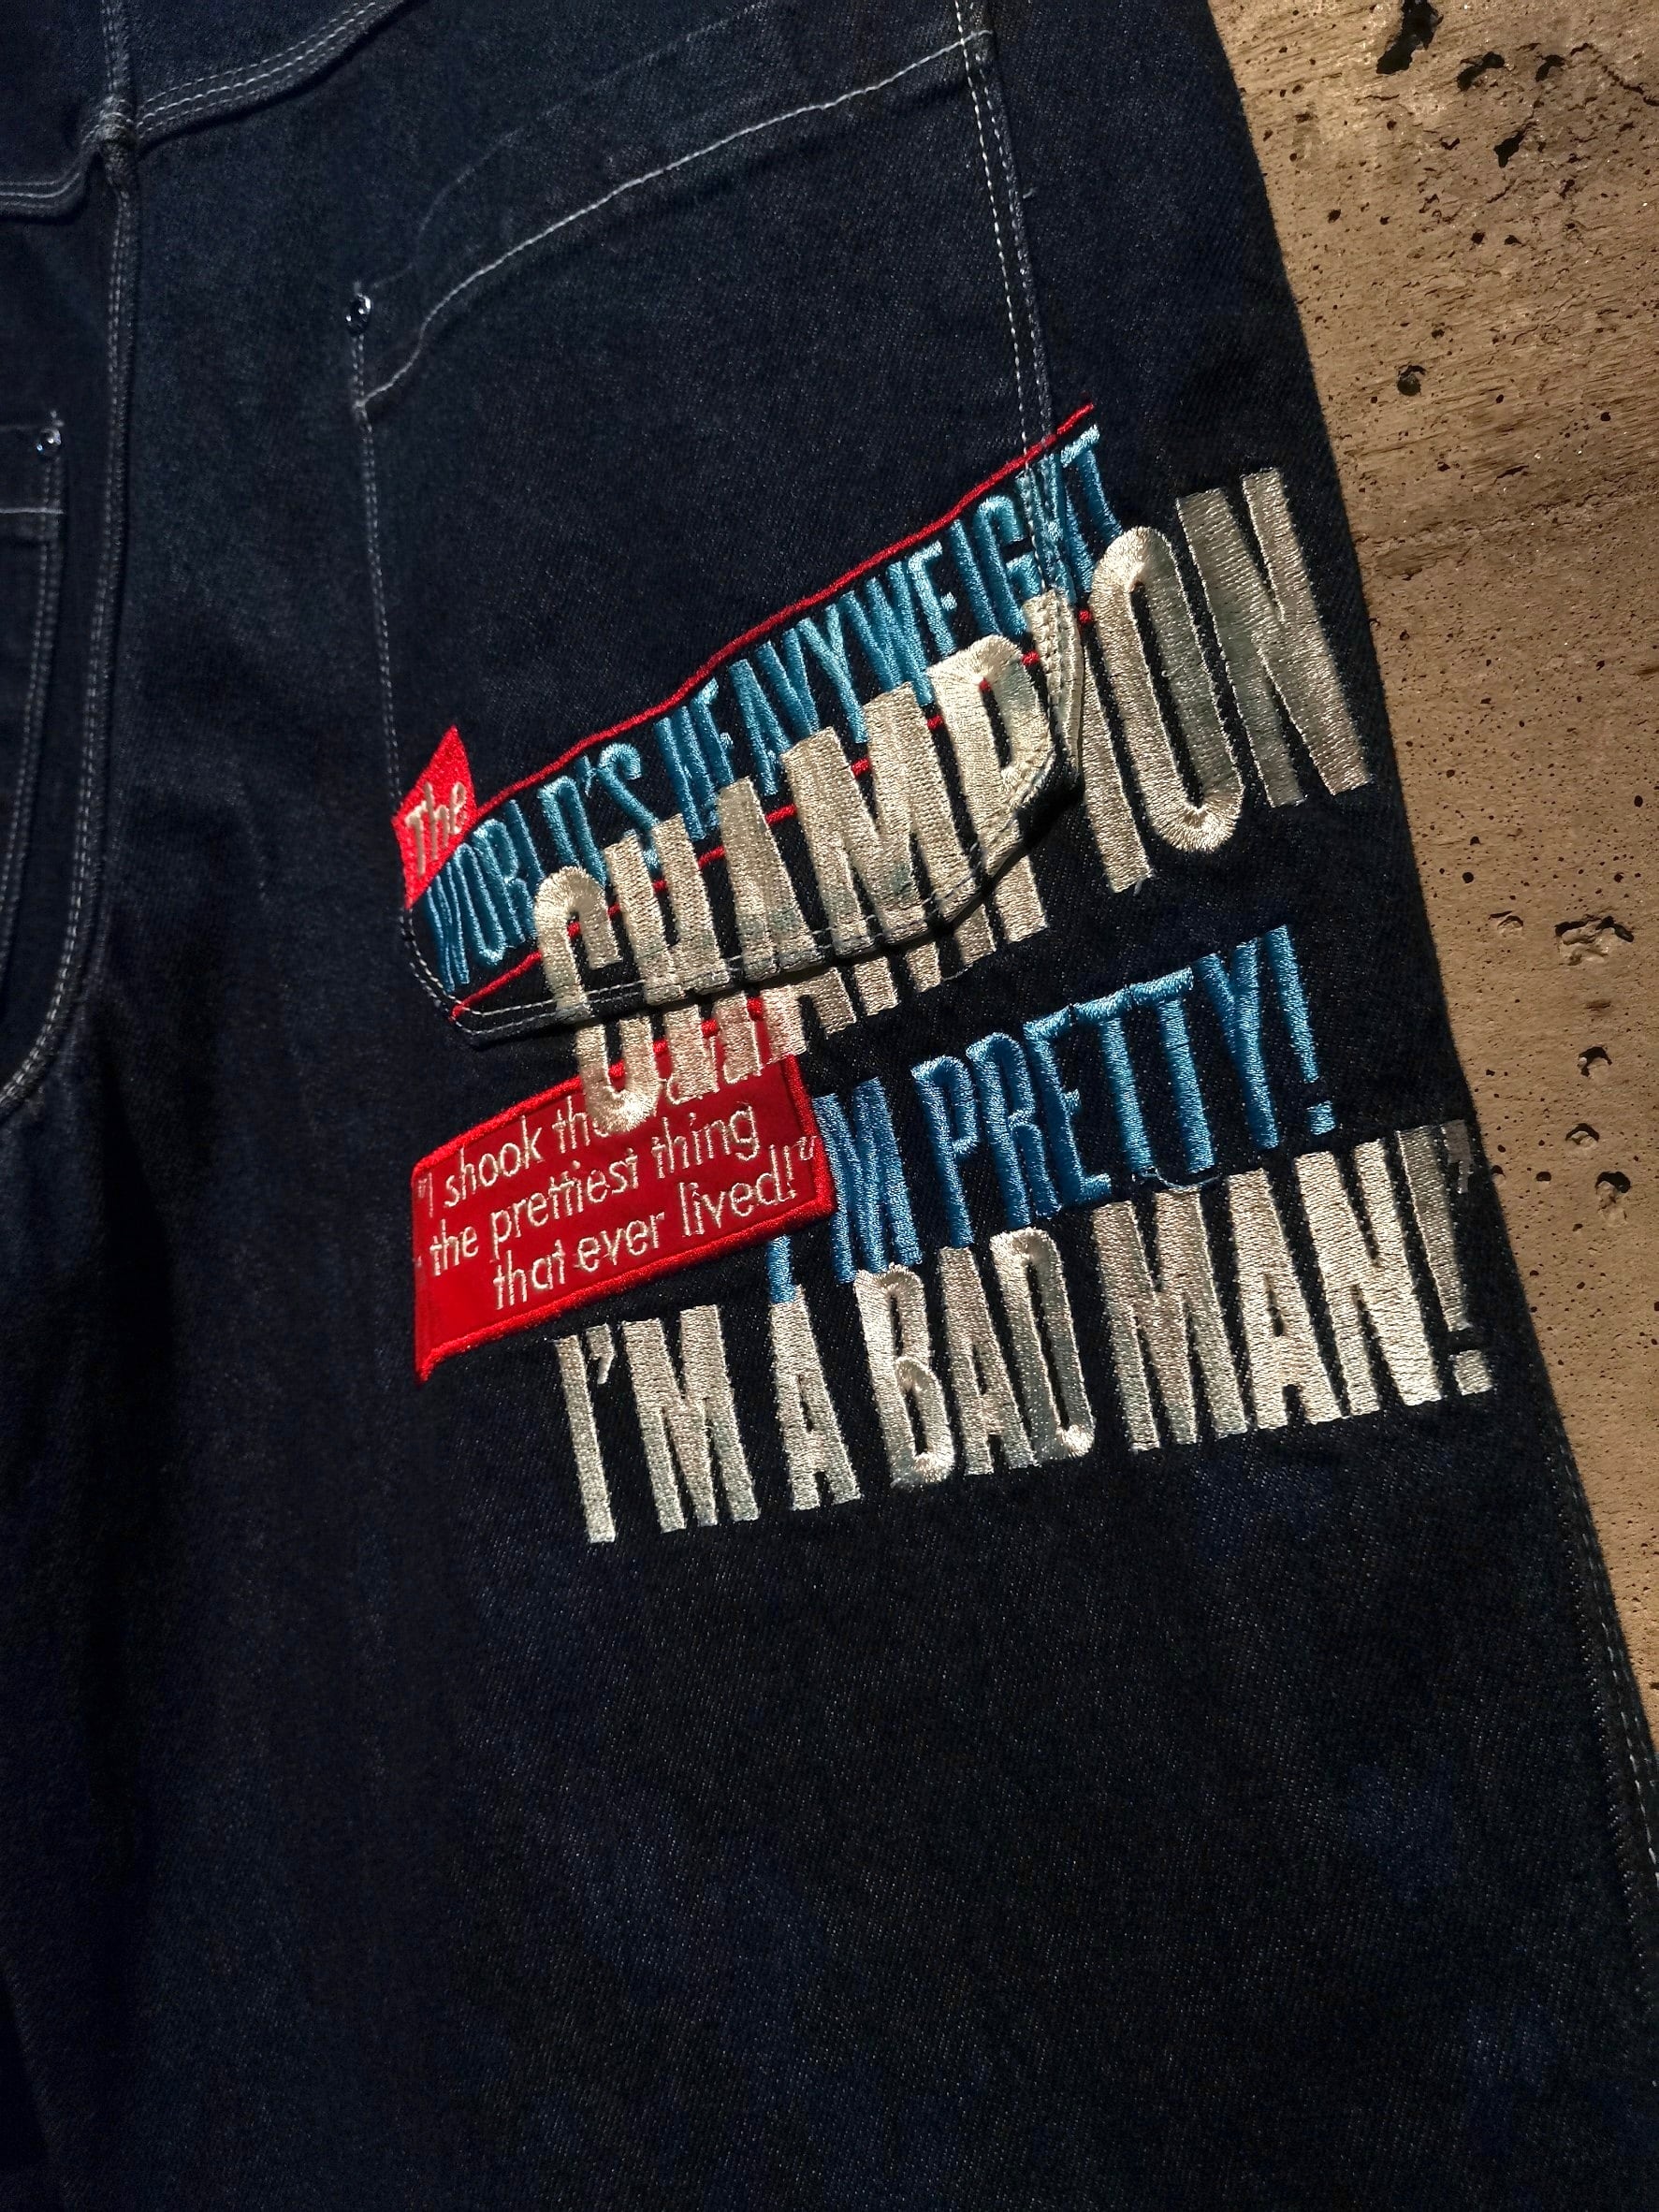 The
WORLD'S HEAVYWEIGHT
CHAMPION
"I shook the
the prettiest thing
that ever lived!"
I'M PRETTY!
I'M A BAD MAN!"